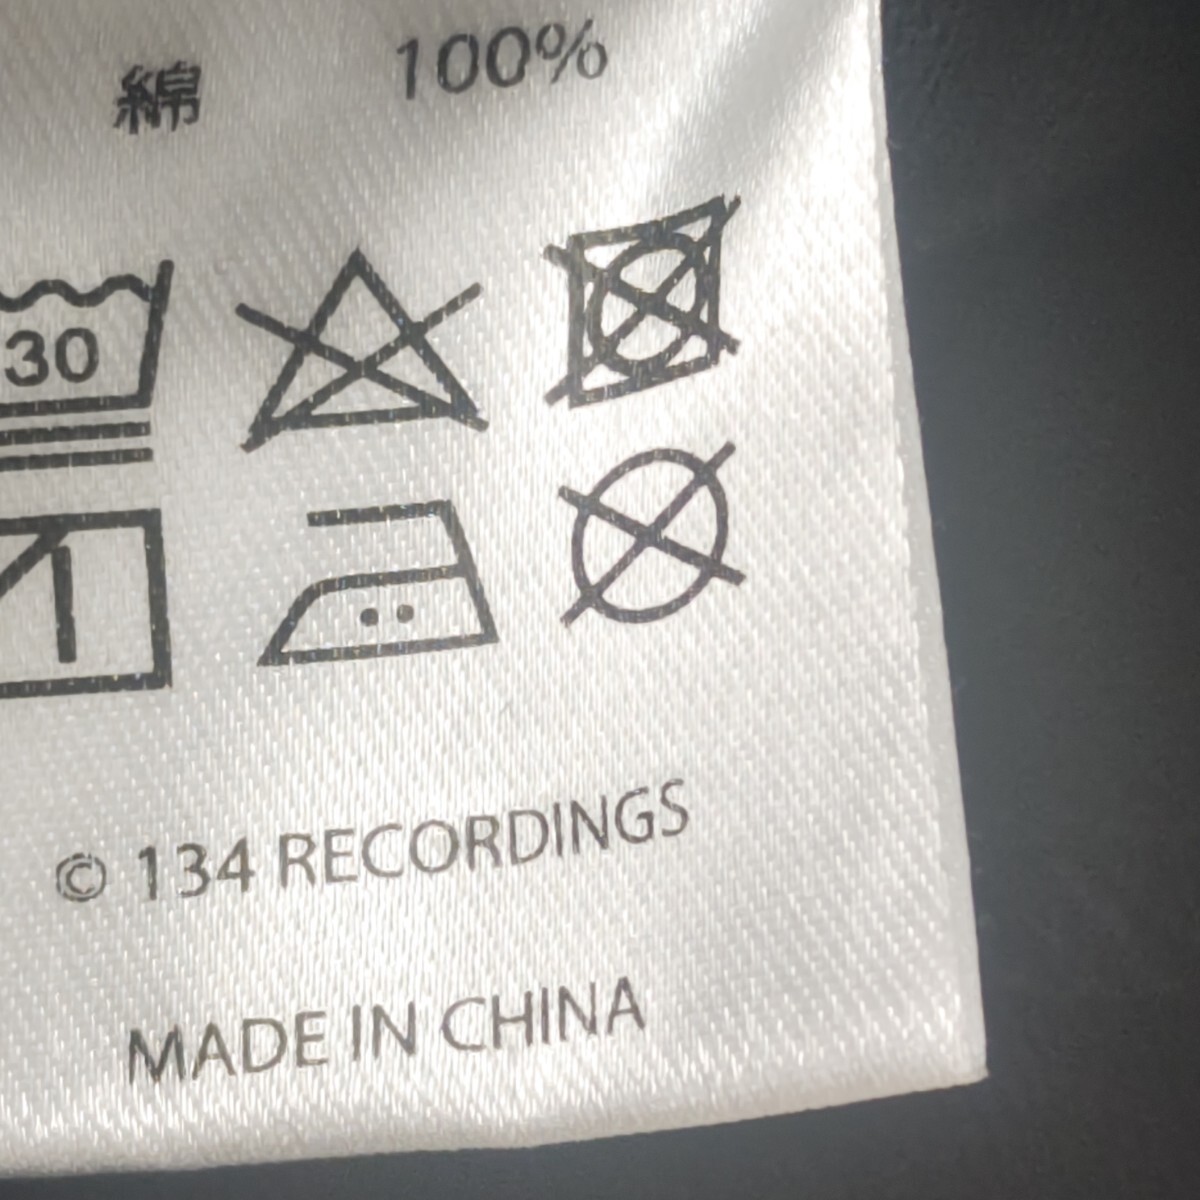 綿 100%
30
© 134 RECORDINGS
MADE IN CHINA